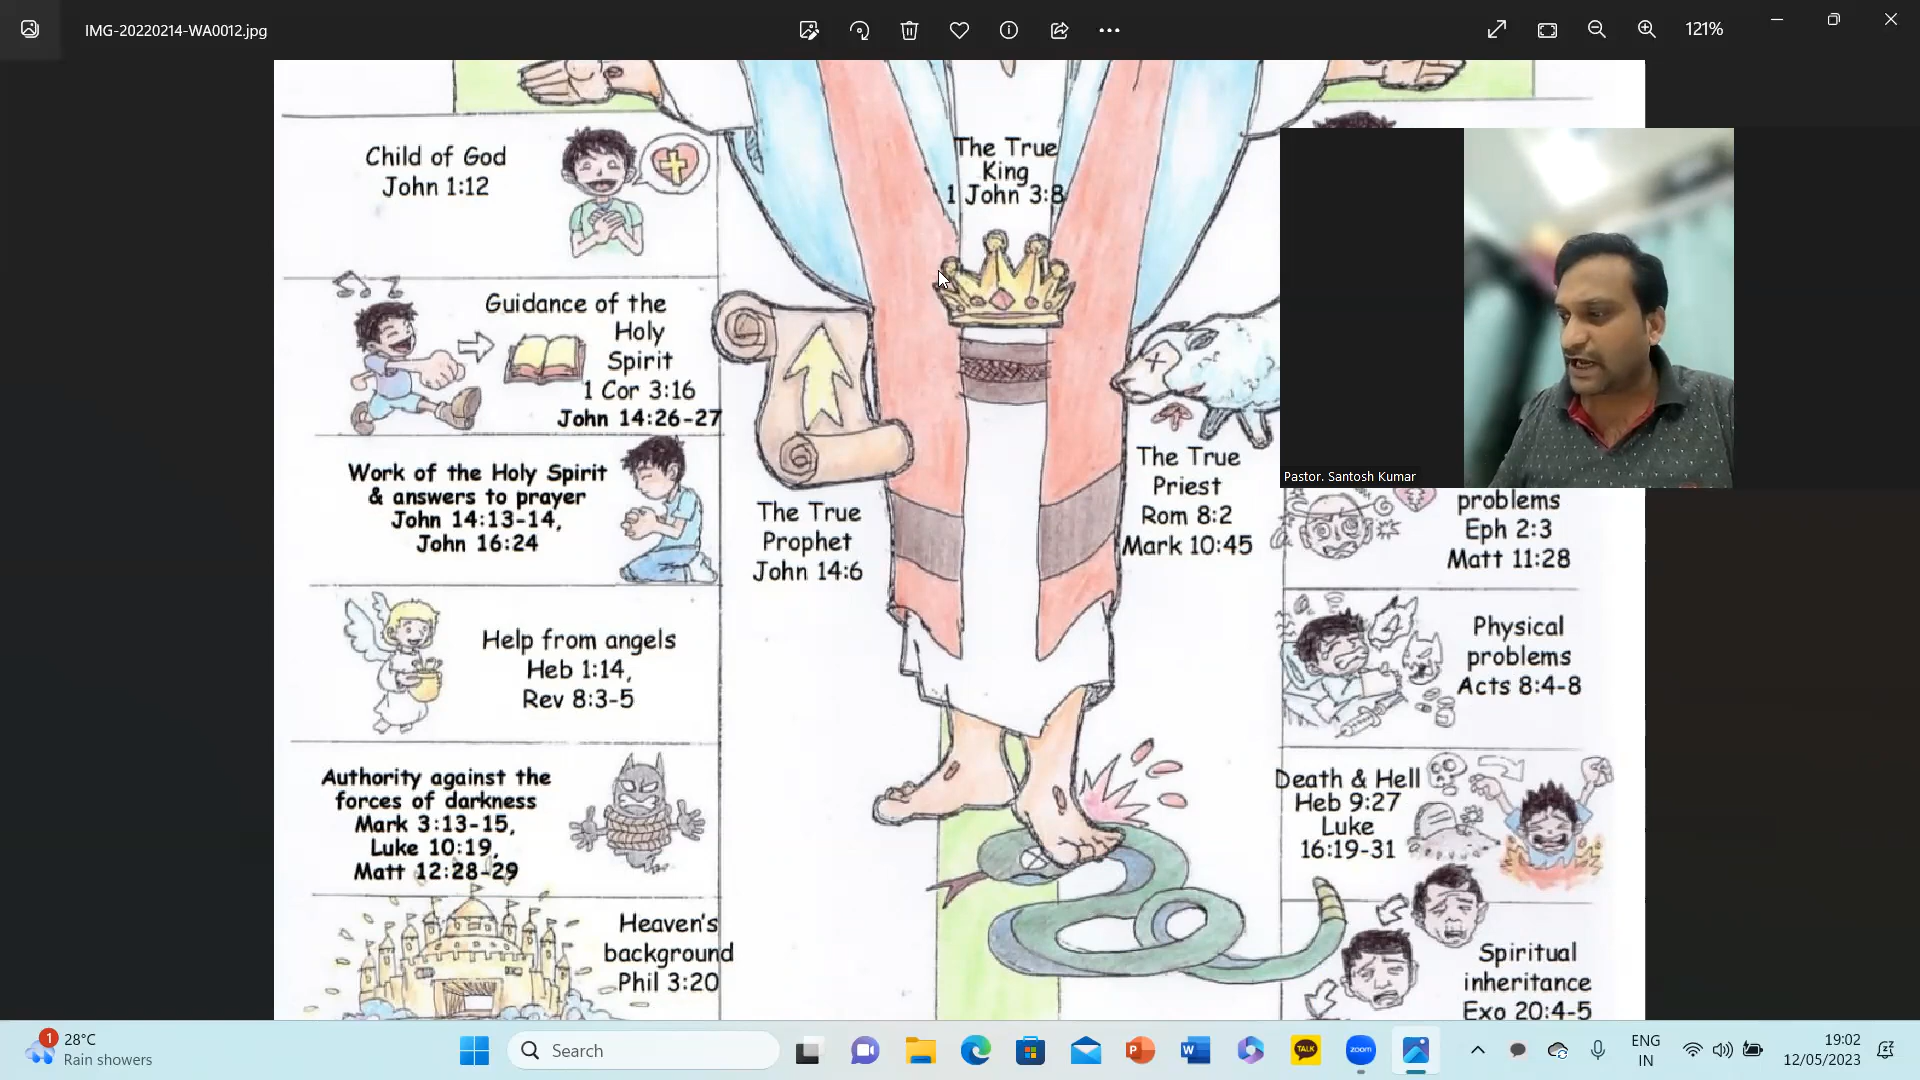 IMG-20220214-WA0012.jpg
121%
Child of God
John 1:12
Guidance of the
Holy
Spirit
1 Cor 3:16
John 14:26-27
Work of the Holy Spirit
& answers to prayer
John 14:13-14,
John 16:24
Help from angels
Heb 1:14,
Rev 8:3-5
Authority against the
forces of darkness
Mark 3:13-15,
Luke 10:19,
Matt 12:28-29
Heaven's
background
Phil 3:20
The True
King
1 John 3:8
The True
Prophet
John 14:6
The True
Priest
Rom 8:2
Mark 10:45
Pastor. Santosh Kumar
problems
Eph 2:3
Matt 11:28
Physical
problems
Acts 8:4-8
Death & Hell
Heb 9:27
Luke
16:19-31
Spiritual
inheritance
Exo 20:4-5
1
28°C
Rain showers
Search
P
W
TALK
zoom
ENG
IN
19:02
12/05/2023